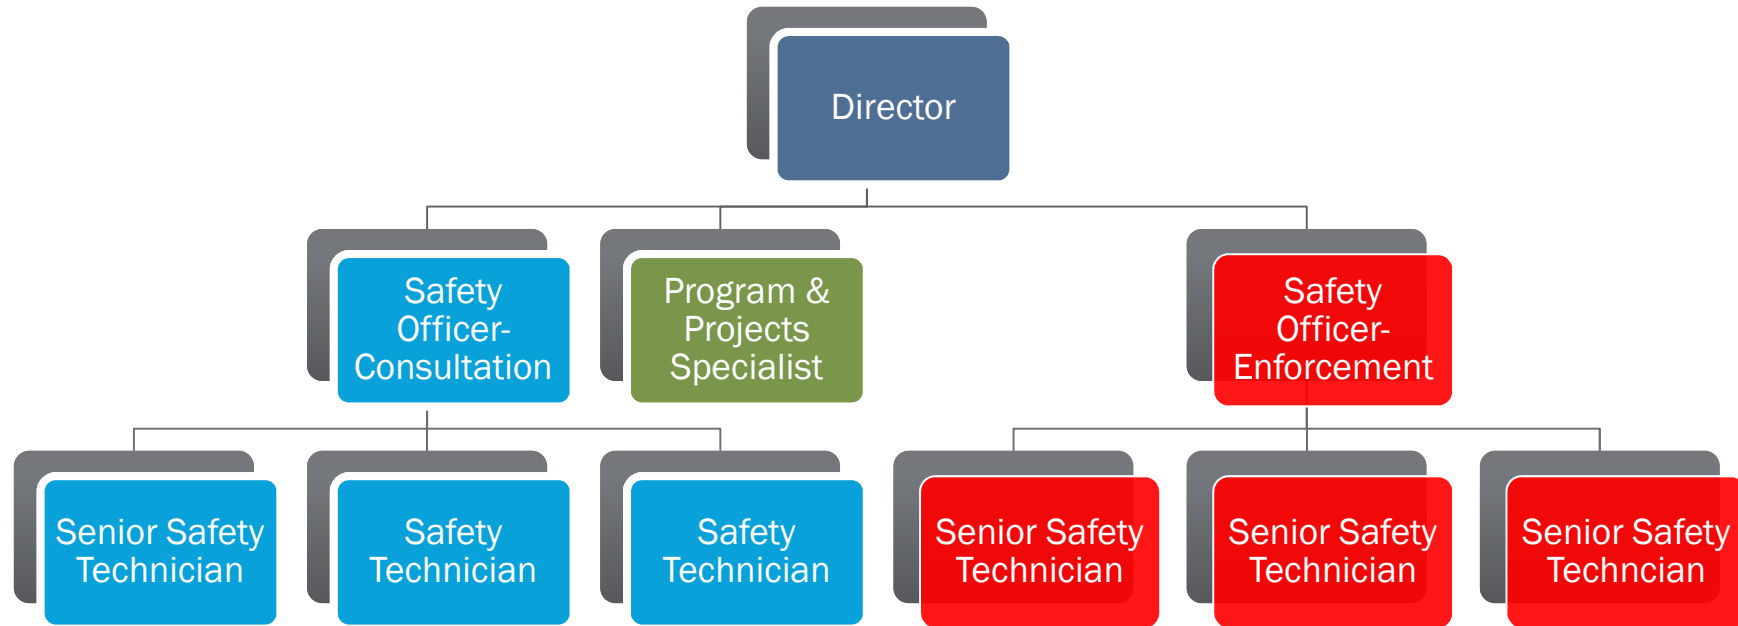 Director
Safety
Officer-
Consultation
Program &
Projects
Specialist
Safety
Officer-
Enforcement
Senior Safety
Technician
Safety
Technician
Safety
Technician
Senior Safety
Technician
Senior Safety
Technician
Senior Safety
Techncian